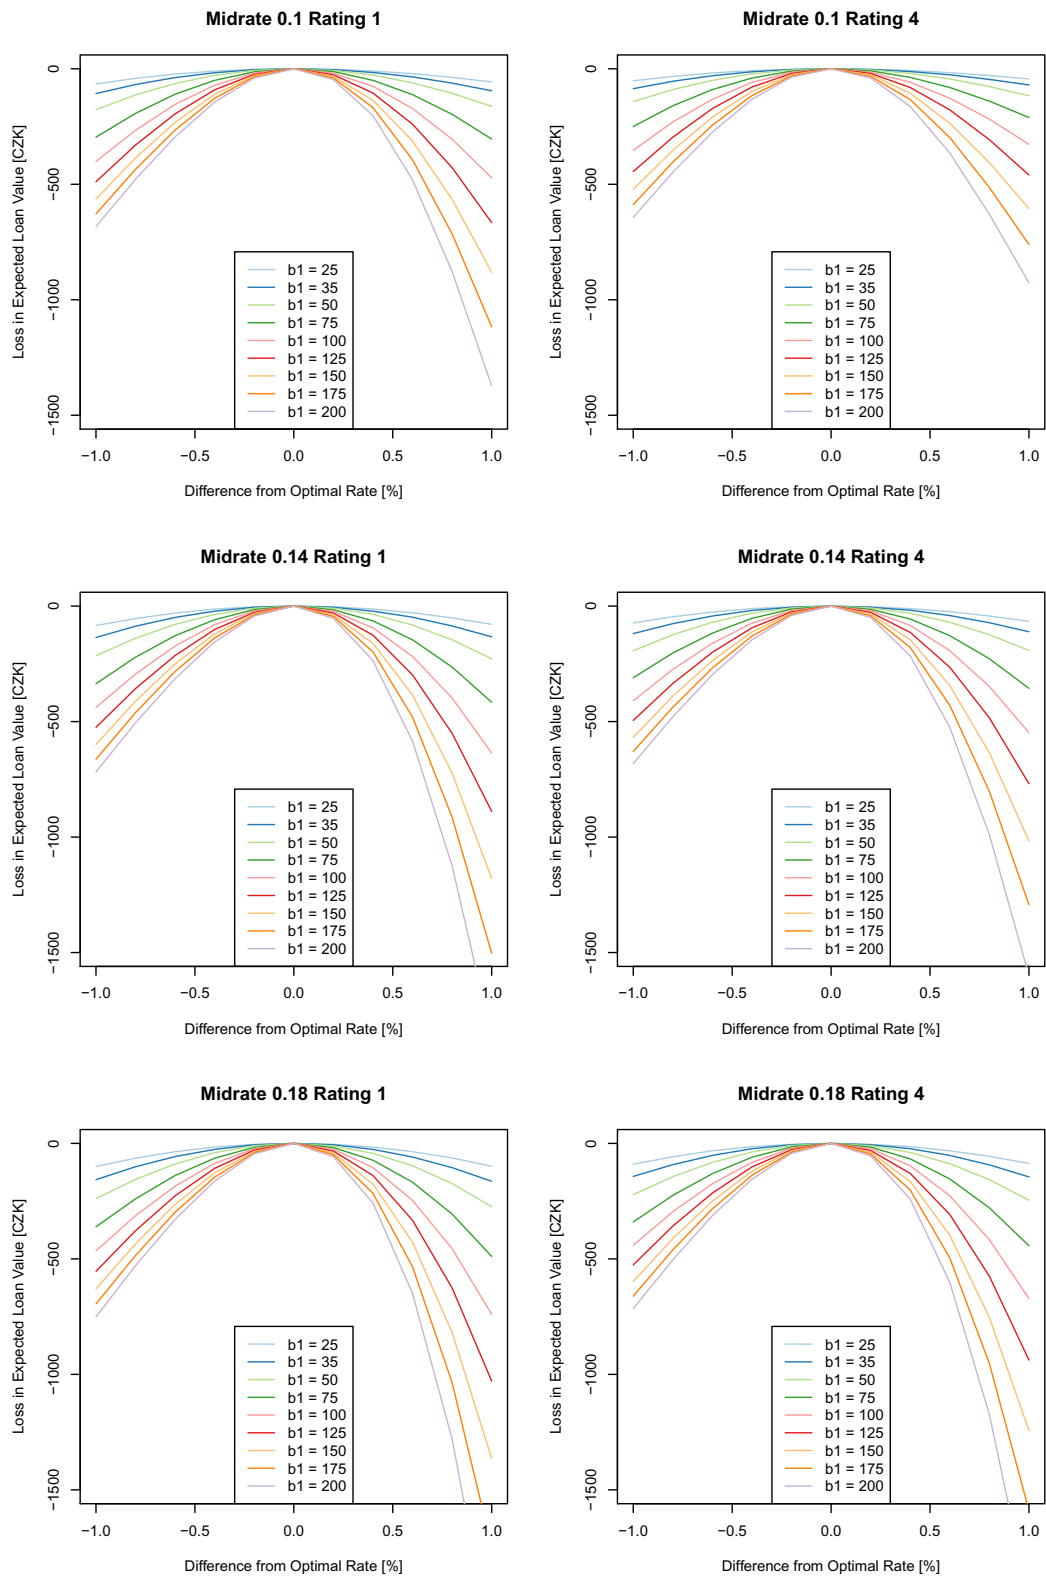 Midrate 0.1 Rating 1
Loss in Expected Loan Value [CZK]
0
−500
−1000
−1500
b1 = 25
b1 = 35
b1 = 50
b1 = 75
b1 = 100
b1 = 125
b1 = 150
b1 = 175
b1 = 200
−1.0 −0.5 0.0 0.5 1.0
Difference from Optimal Rate [%]
Midrate 0.1 Rating 4
Loss in Expected Loan Value [CZK]
0
−500
−1000
−1500
b1 = 25
b1 = 35
b1 = 50
b1 = 75
b1 = 100
b1 = 125
b1 = 150
b1 = 175
b1 = 200
−1.0 −0.5 0.0 0.5 1.0
Difference from Optimal Rate [%]
Midrate 0.14 Rating 1
Loss in Expected Loan Value [CZK]
0
−500
−1000
−1500
b1 = 25
b1 = 35
b1 = 50
b1 = 75
b1 = 100
b1 = 125
b1 = 150
b1 = 175
b1 = 200
−1.0 −0.5 0.0 0.5 1.0
Difference from Optimal Rate [%]
Midrate 0.14 Rating 4
Loss in Expected Loan Value [CZK]
0
−500
−1000
−1500
b1 = 25
b1 = 35
b1 = 50
b1 = 75
b1 = 100
b1 = 125
b1 = 150
b1 = 175
b1 = 200
−1.0 −0.5 0.0 0.5 1.0
Difference from Optimal Rate [%]
Midrate 0.18 Rating 1
Loss in Expected Loan Value [CZK]
0
−500
−1000
−1500
b1 = 25
b1 = 35
b1 = 50
b1 = 75
b1 = 100
b1 = 125
b1 = 150
b1 = 175
b1 = 200
−1.0 −0.5 0.0 0.5 1.0
Difference from Optimal Rate [%]
Midrate 0.18 Rating 4
Loss in Expected Loan Value [CZK]
0
−500
−1000
−1500
b1 = 25
b1 = 35
b1 = 50
b1 = 75
b1 = 100
b1 = 125
b1 = 150
b1 = 175
b1 = 200
−1.0 −0.5 0.0 0.5 1.0
Difference from Optimal Rate [%]